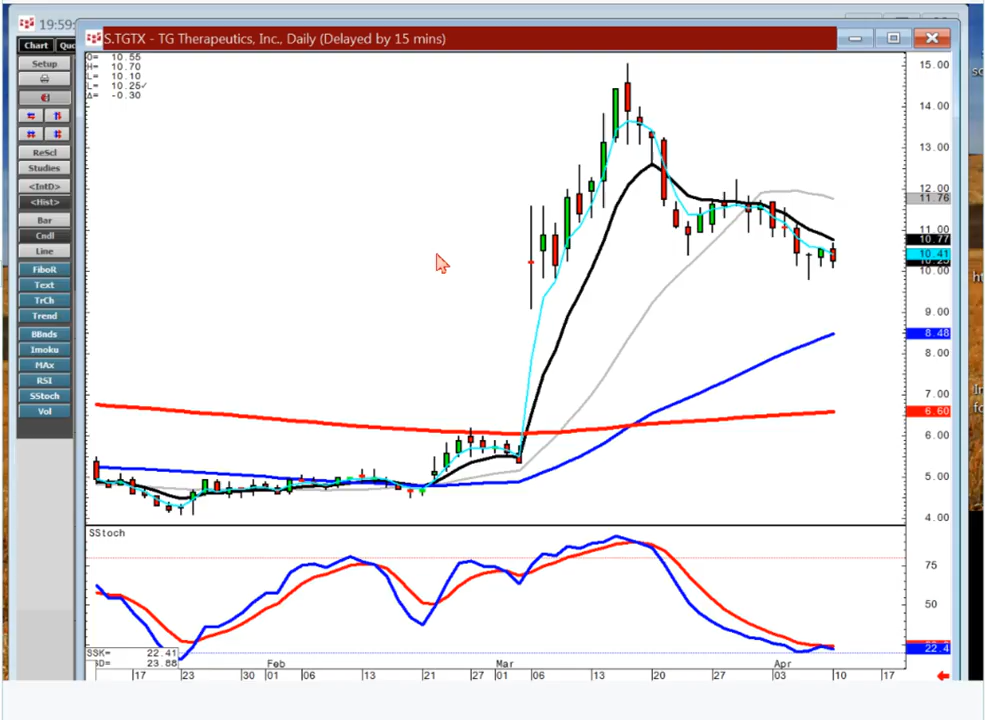 19:59:
S.TGTX - TG Therapeutics, Inc., Daily (Delayed by 15 mins)
Chart
Setup
ReScl
Studies
<IntD>
<Hist>
Bar
Cndl
Line
FiboR
Text
TrCh
Trend
BBnds
Imoku
MAx
RSI
SStoch
Vol
O= 10.55
H= 10.70
L= 10.10
L= 10.25✓
Δ= -0.30
15.00
14.00
13.00
12.00
11.76
11.00
10.77
10.41
10.00
9.00
8.48
8.00
7.00
6.60
6.00
5.00
4.00
SStoch
75
50
22.4
SSK= 22.41
SD= 23.88
Feb Mar Apr
17 23 30 01 06 13 21 27 01 06 13 20 27 03 10 17